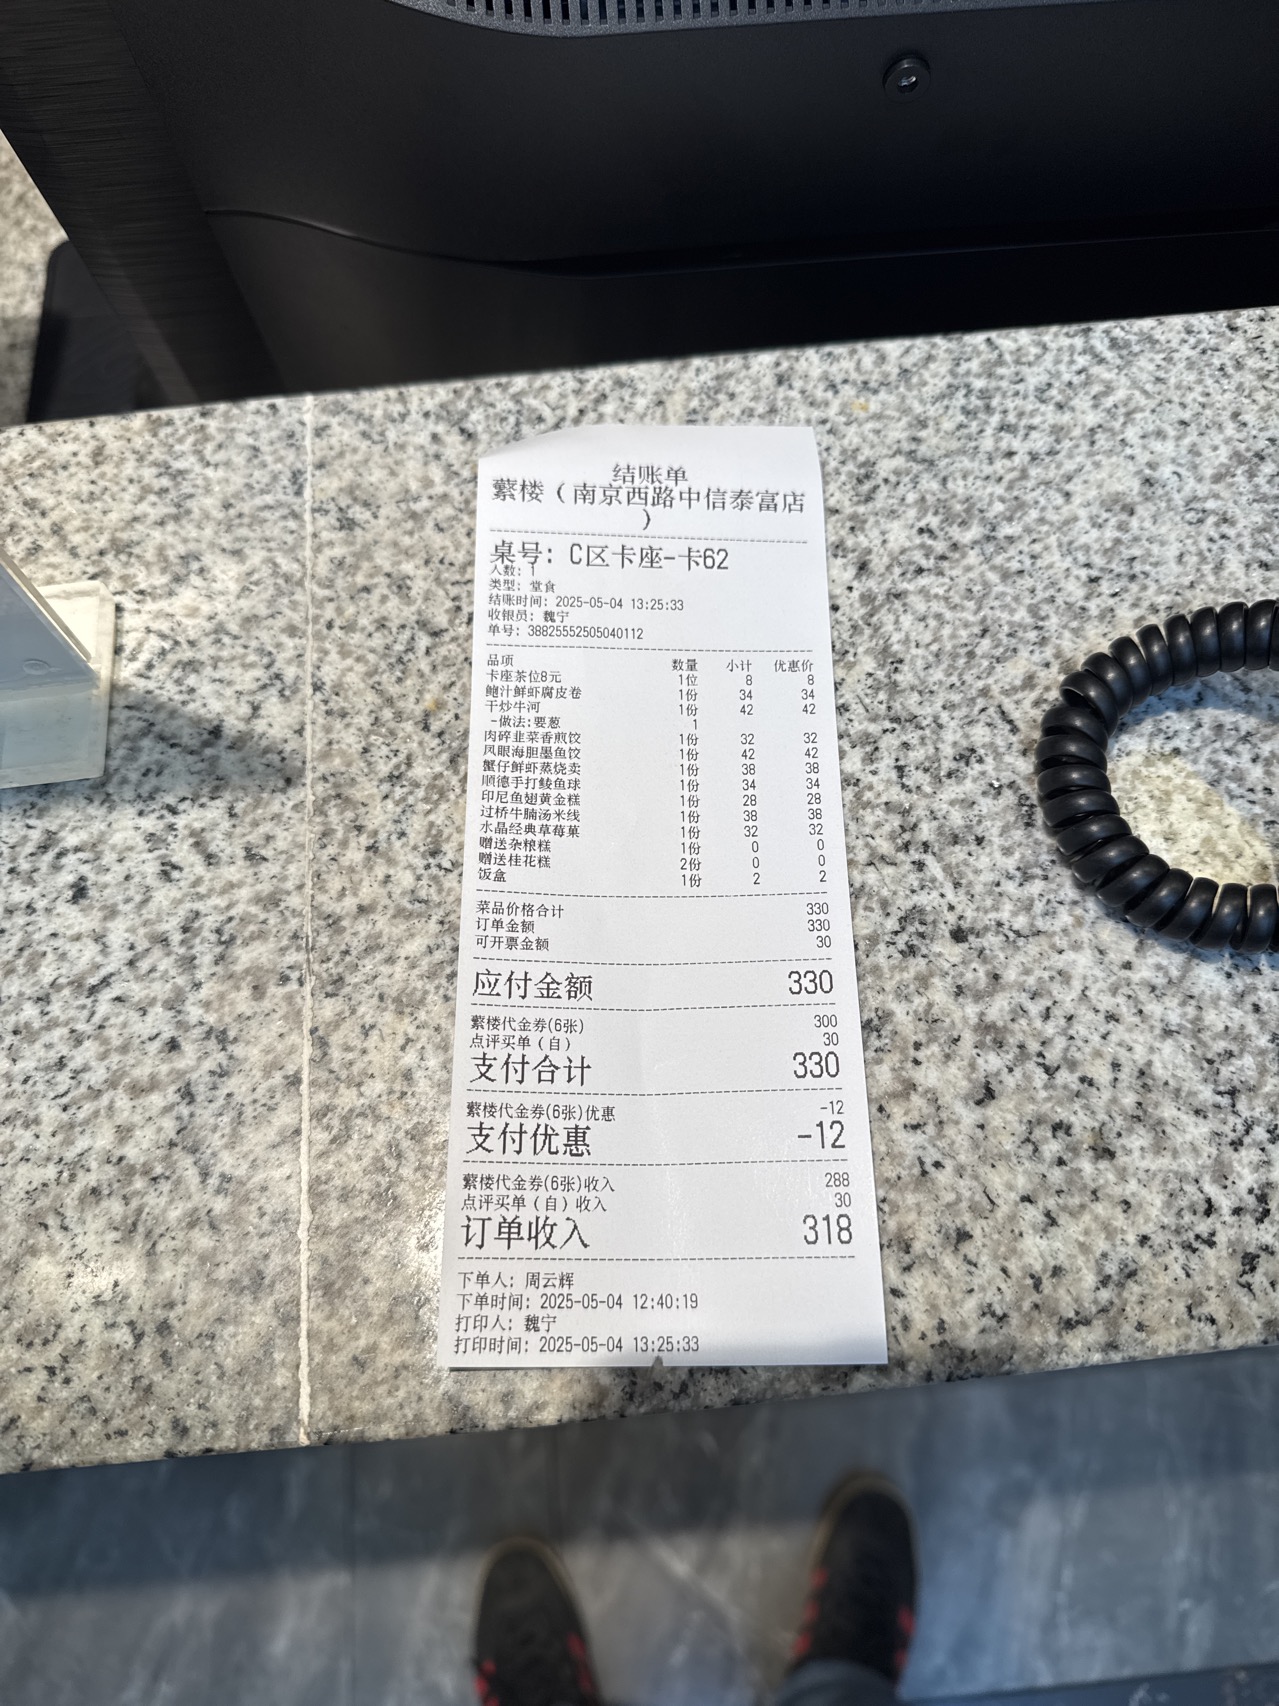 结账单
蘩楼（南京西路中信泰富店
）
桌号: C区卡座-卡62
人数: 1
类型: 堂食
结账时间: 2025-05-04 13:25:33
收银员: 魏宁
单号: 38825552505040112
品项 数量 小计 优惠价
卡座茶位8元 1位 8 8
鲍汁鲜虾腐皮卷 1份 34 34
干炒牛河 1份 42 42
-做法:要葱 1
肉碎韭菜香煎饺 1份 32 32
凤眼海胆墨鱼饺 1份 42 42
蟹仔鲜虾蒸烧卖 1份 38 38
顺德手打鲮鱼球 1份 34 34
印尼鱼翅黄金糕 1份 28 28
过桥牛腩汤米线 1份 38 38
水晶经典草莓菓 1份 32 32
赠送杂粮糕 1份 0 0
赠送桂花糕 2份 0 0
饭盒 1份 2 2
菜品价格合计 330
订单金额 330
可开票金额 30
应付金额 330
蘩楼代金券(6张) 300
点评买单（自） 30
支付合计 330
蘩楼代金券(6张)优惠 -12
支付优惠 -12
蘩楼代金券(6张)收入 288
点评买单（自）收入 30
订单收入 318
下单人: 周云辉
下单时间: 2025-05-04 12:40:19
打印人: 魏宁
打印时间: 2025-05-04 13:25:33